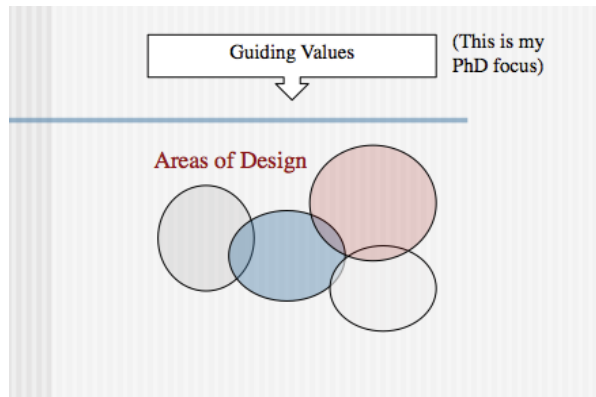 Guiding Values
(This is my
PhD focus)
Areas of Design